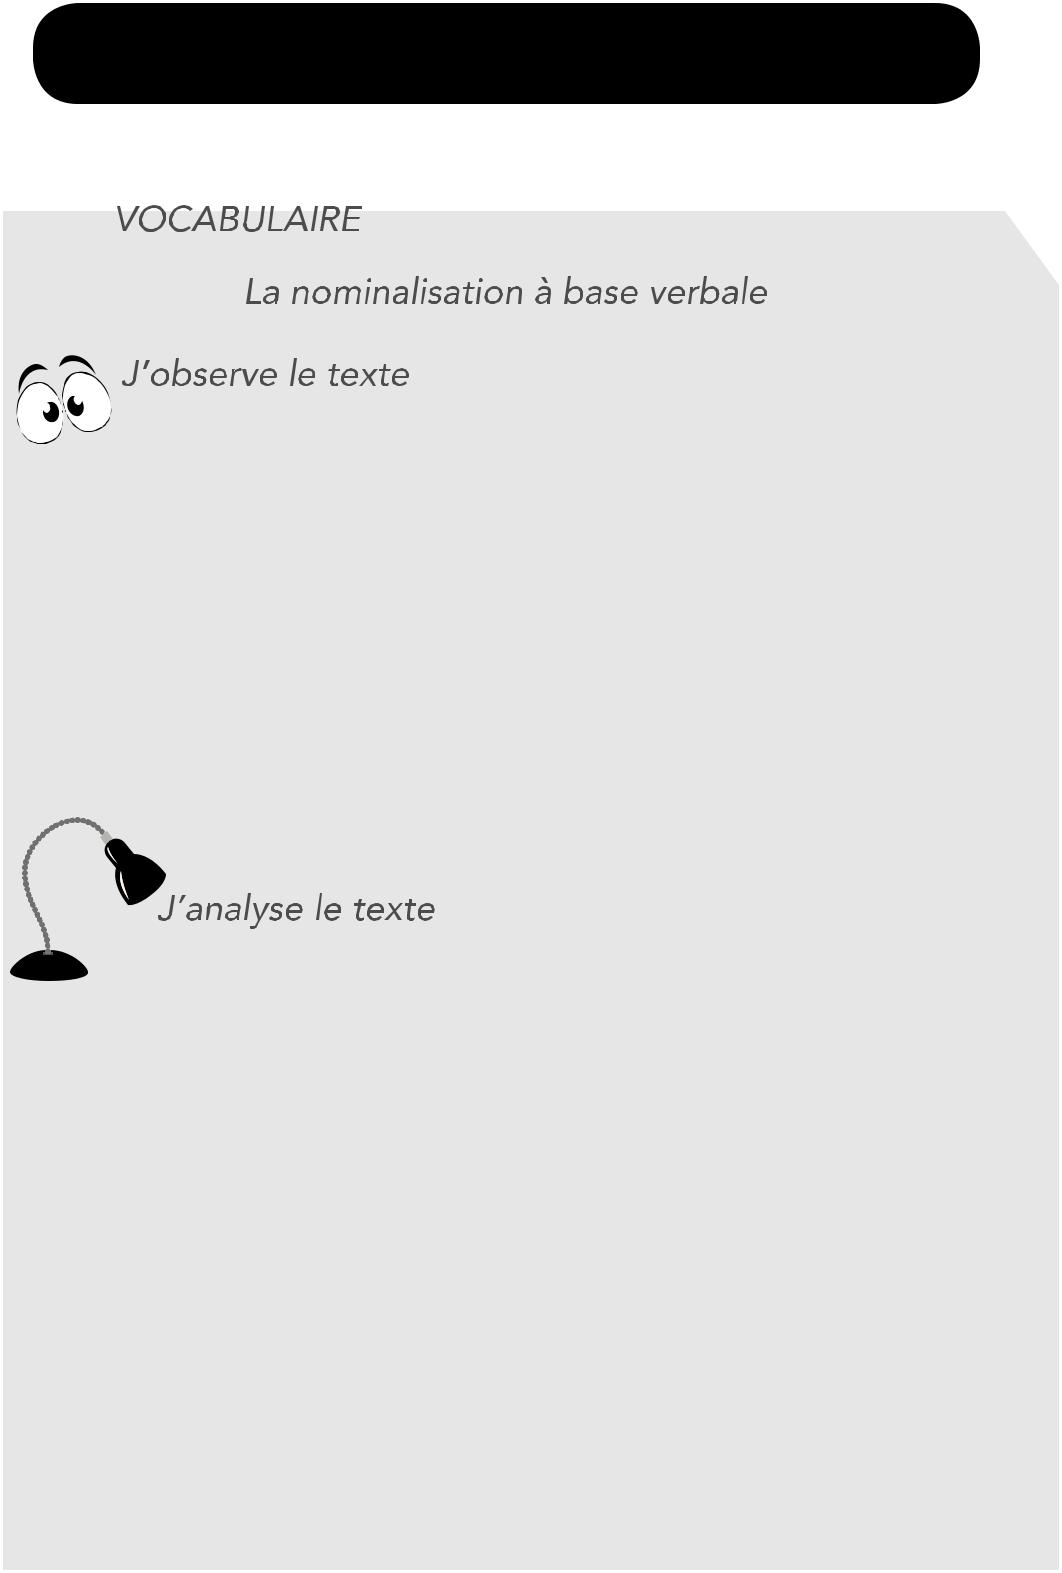 VOCABULAIRE
La nominalisation à base verbale
J’observe le texte
J’analyse le texte